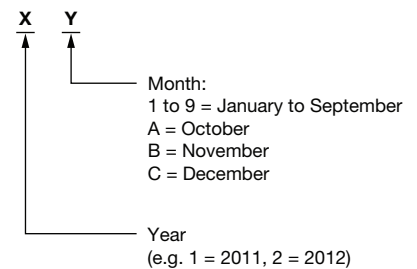 X Y
Month:
1 to 9 = January to September
A = October
B = November
C = December
Year
(e.g. 1 = 2011, 2 = 2012)